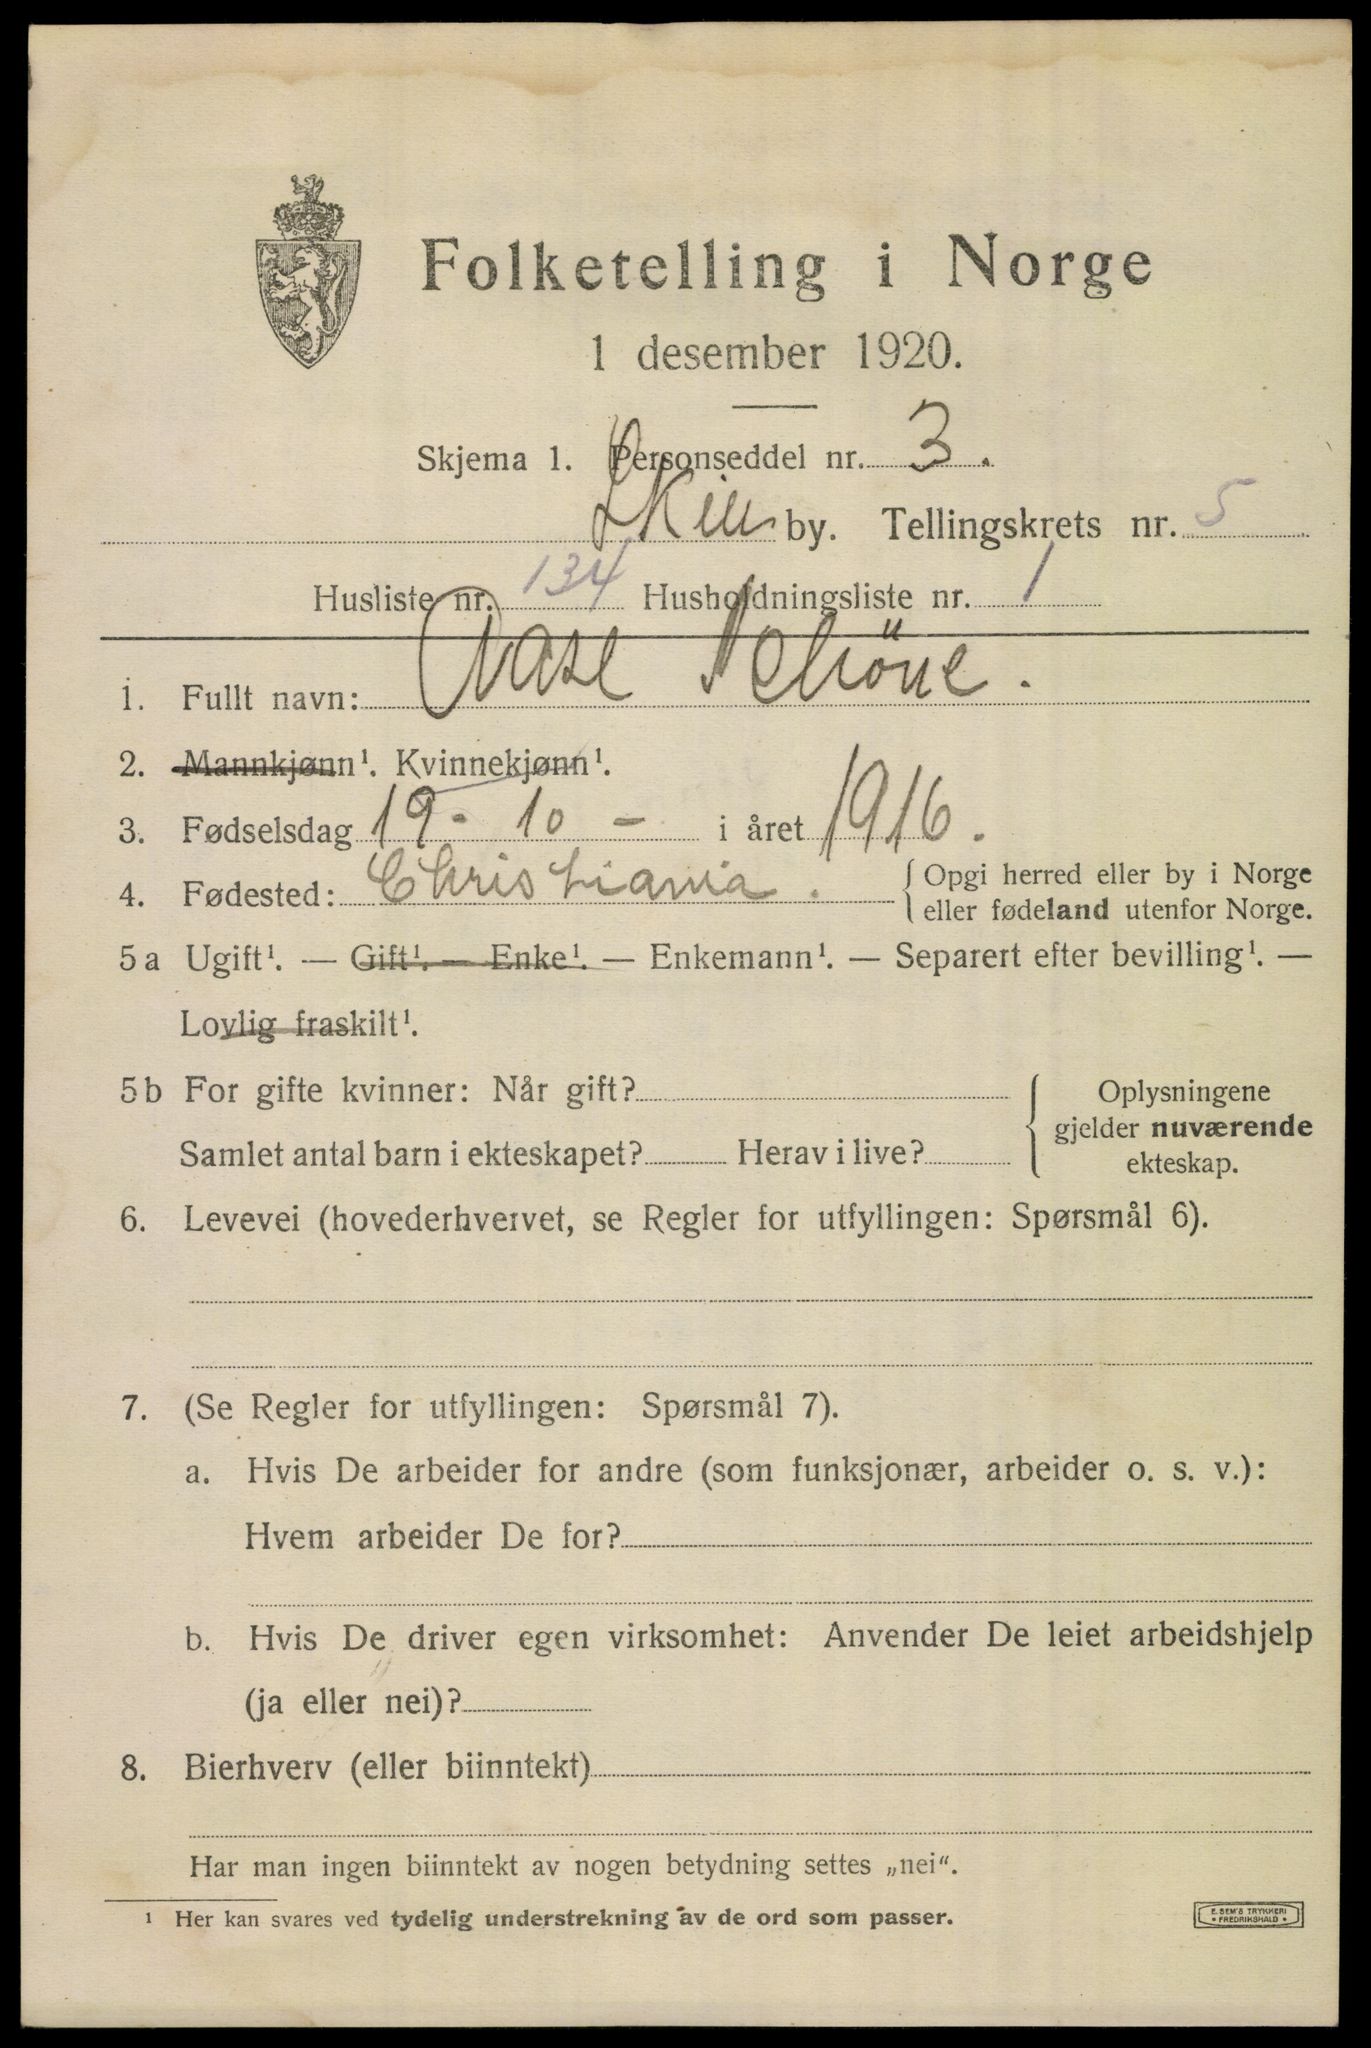 Folketelling i Norge
1 desember 1920.
Skjema 1. Personseddel nr. 3.
Skien by. Tellingskrets nr. 5
Husliste nr. 134 Husholdningsliste nr. 1
1. Fullt navn: Aase Schöne.
2. Mannkjønn¹. Kvinnekjønn¹.
3. Fødselsdag 19 - 10 - i året 1916.
4. Fødested: Christiania. {Opgi herred eller by i Norge
eller fødeland utenfor Norge.
5a Ugift¹. — Gift¹. — Enke¹. — Enkemann¹. — Separert efter bevilling¹. —
Lovlig fraskilt¹.
5b For gifte kvinner: Når gift?
Samlet antal barn i ekteskapet? Herav i live?
{Oplysningene
gjelder nuværende
ekteskap.
6. Levevei (hovederhvervet, se Regler for utfyllingen: Spørsmål 6).
7. (Se Regler for utfyllingen: Spørsmål 7).
a. Hvis De arbeider for andre (som funksjonær, arbeider o. s. v.):
Hvem arbeider De for?
b. Hvis De driver egen virksomhet: Anvender De leiet arbeidshjelp
(ja eller nei)?
8. Bierhverv (eller biinntekt)
Har man ingen biinntekt av nogen betydning settes „nei“.
¹ Her kan svares ved tydelig understrekning av de ord som passer.
E. SEM'S TRYKKERI
• FREDRIKSHALD •